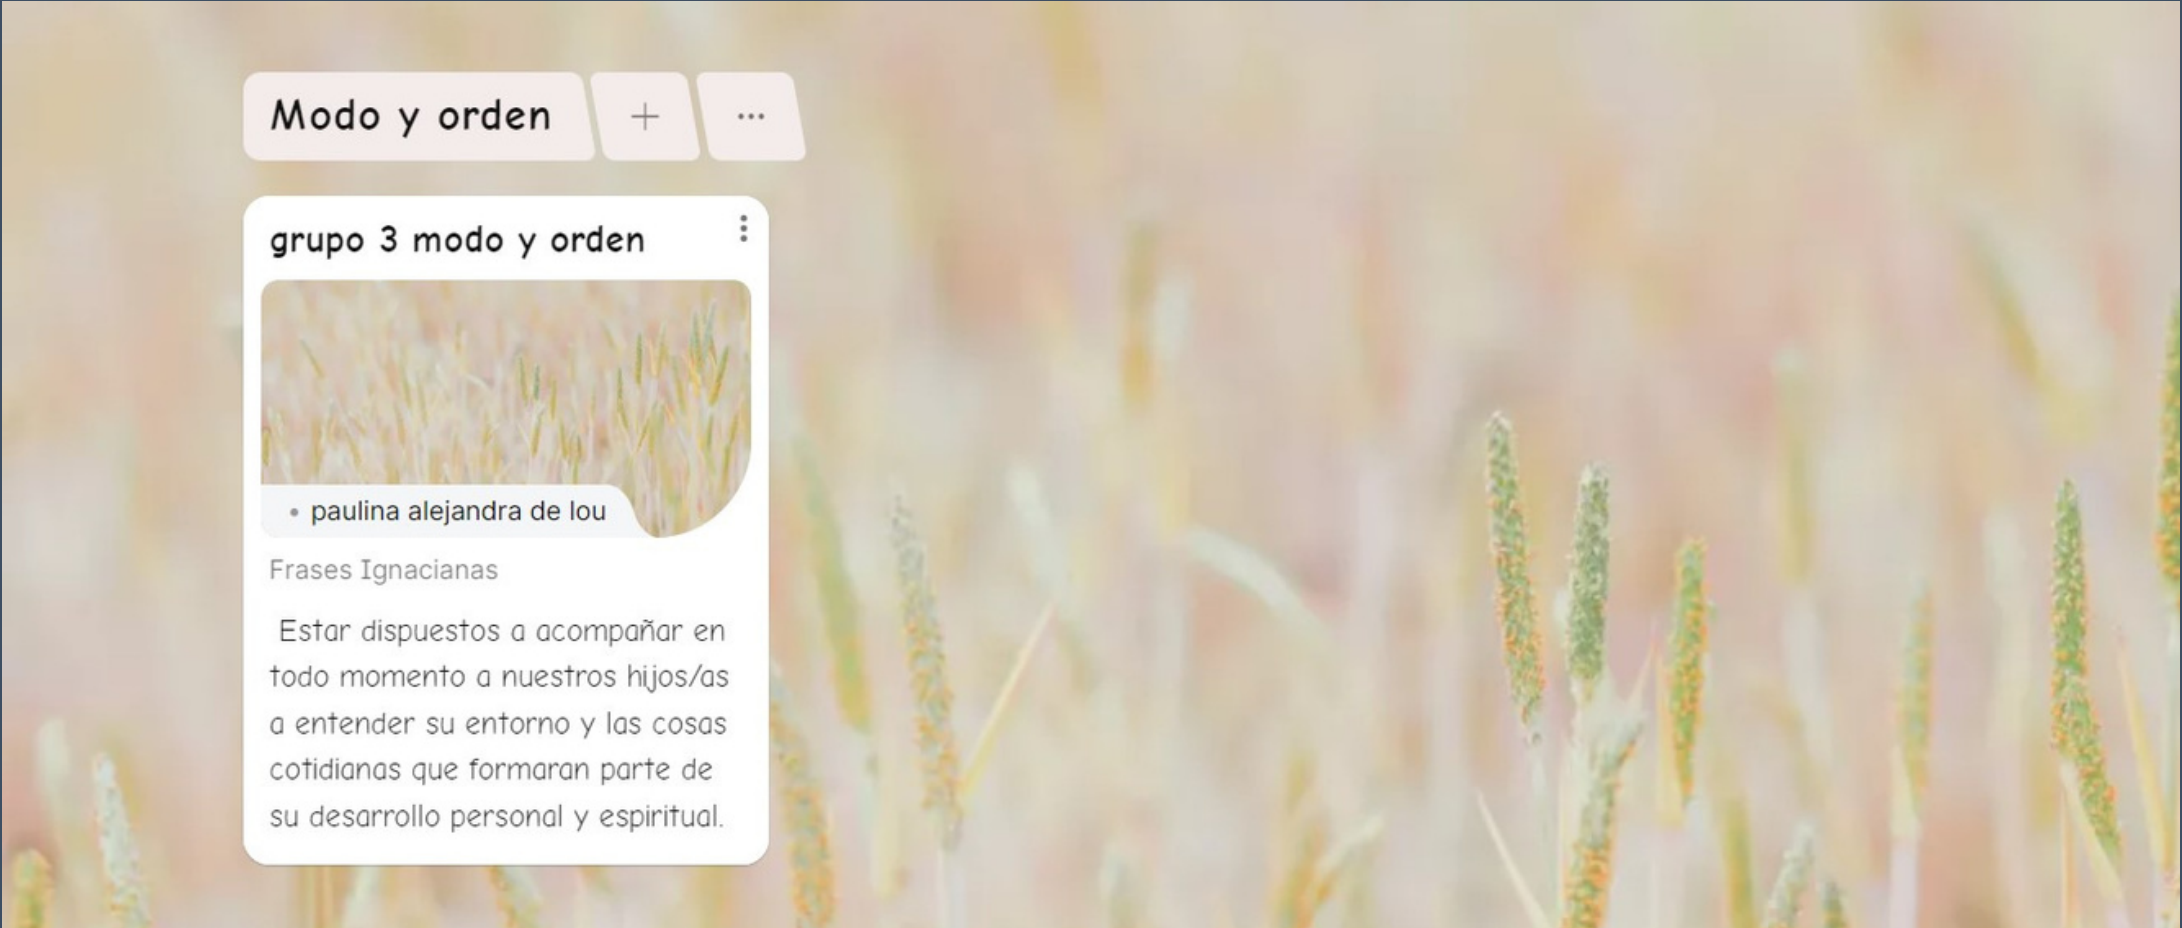 Modo y orden
grupo 3 modo y orden
paulina alejandra de lou
Frases Ignacianas
Estar dispuestos a acompañar en
todo momento a nuestros hijos/as
a entender su entorno y las cosas
cotidianas que formaran parte de
su desarrollo personal y espiritual.